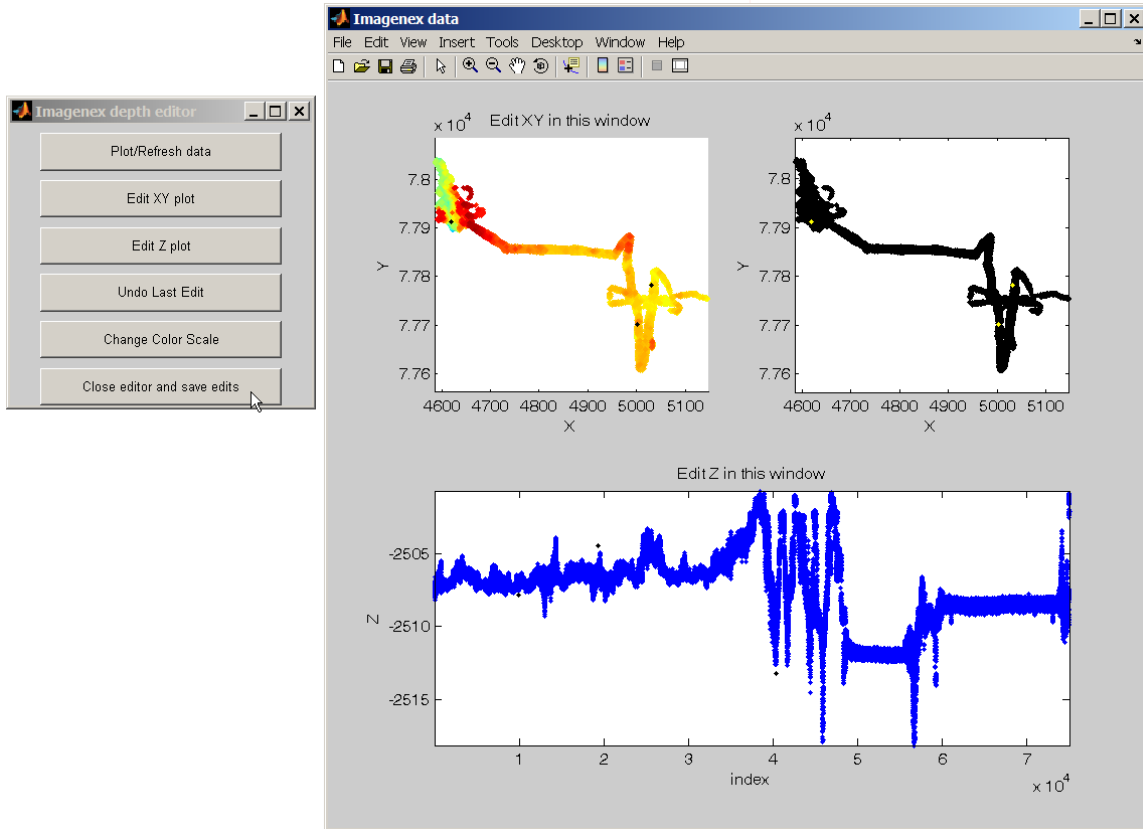 Imagenex depth editor
Plot/Refresh data
Edit XY plot
Edit Z plot
Undo Last Edit
Change Color Scale
Close editor and save edits
Imagenex data
File Edit View Insert Tools Desktop Window Help
x 10^4 Edit XY in this window
7.8
7.79
7.78
7.77
7.76
Y
4600 4700 4800 4900 5000 5100
X
x 10^4
7.8
7.79
7.78
7.77
7.76
Y
4600 4700 4800 4900 5000 5100
X
Edit Z in this window
-2505
-2510
-2515
Z
1 2 3 4 5 6 7
index
x 10^4